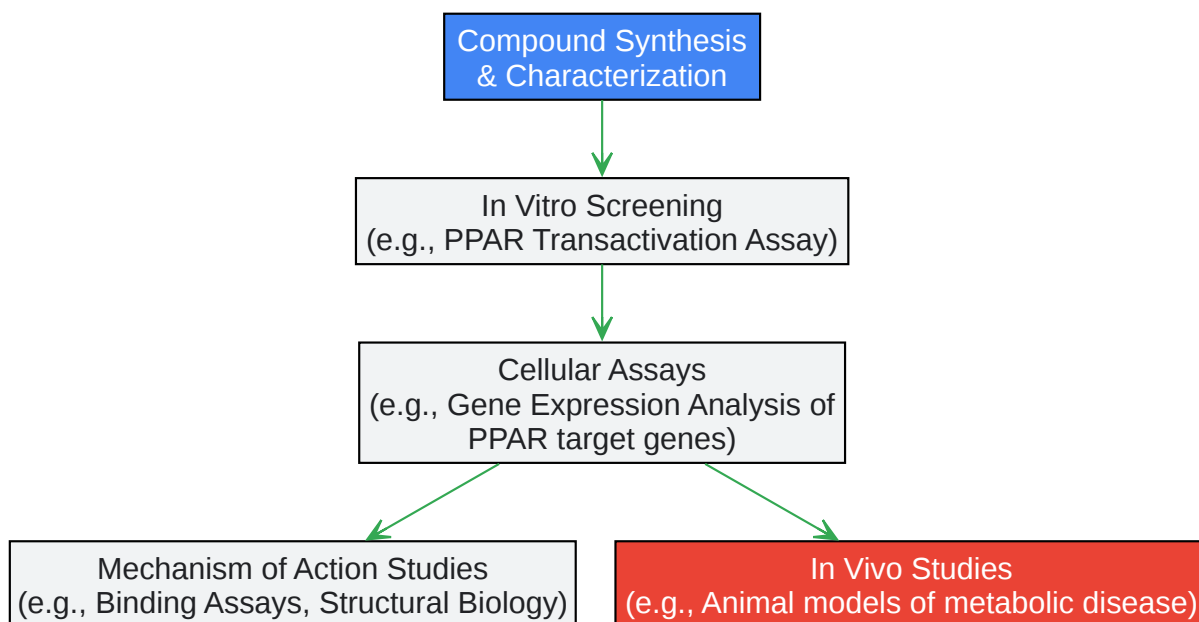 Compound Synthesis
& Characterization
In Vitro Screening
(e.g., PPAR Transactivation Assay)
Cellular Assays
(e.g., Gene Expression Analysis of
PPAR target genes)
Mechanism of Action Studies
(e.g., Binding Assays, Structural Biology)
In Vivo Studies
(e.g., Animal models of metabolic disease)